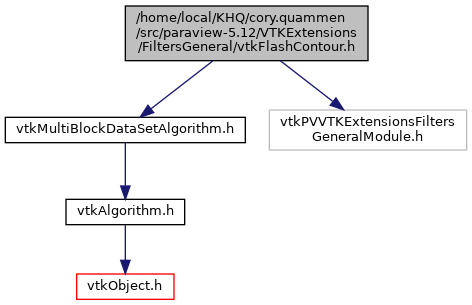 /home/local/KHQ/cory.quammen
/src/paraview-5.12/VTKExtensions
/FiltersGeneral/vtkFlashContour.h
vtkMultiBlockDataSetAlgorithm.h
vtkPVVTKExtensionsFilters
GeneralModule.h
vtkAlgorithm.h
vtkObject.h